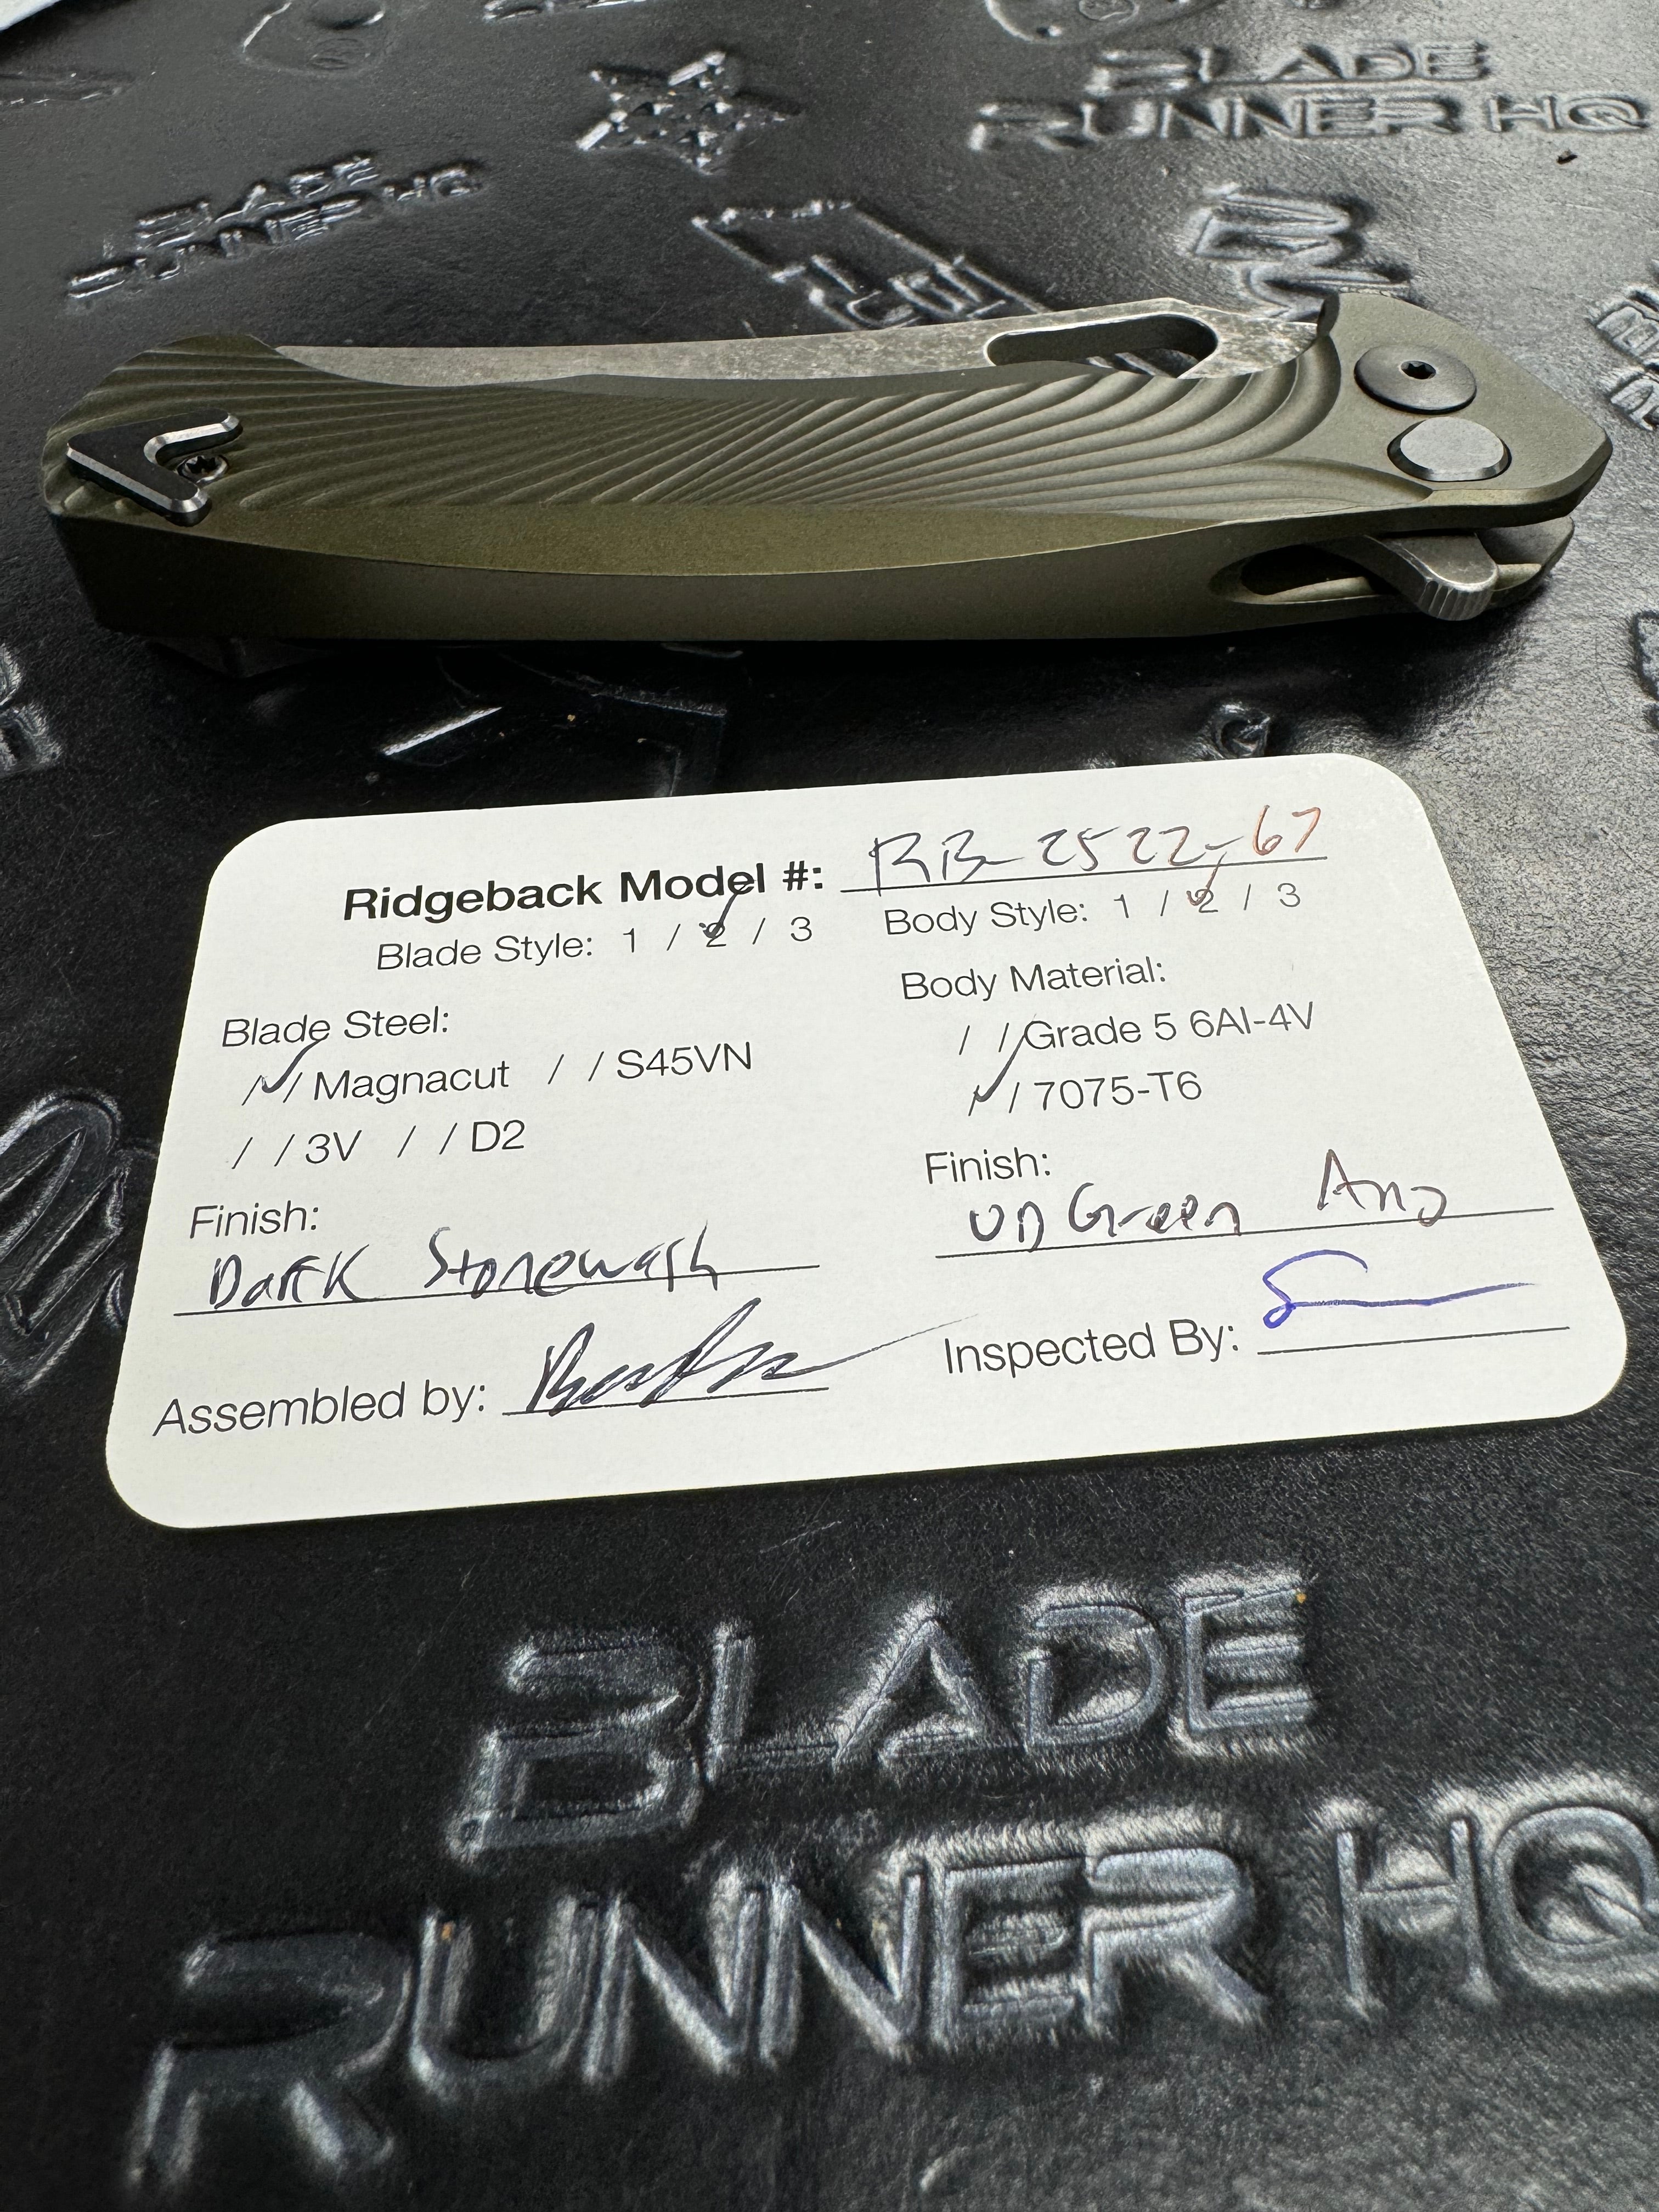 BLADE
RUNNER HQ
BLADE
RUNNER HQ
Ridgeback Model #: RB-2522-67
Blade Style: 1 / 2 / 3 Body Style: 1 / 2 / 3
Blade Steel:
/✓/ Magnacut / / S45VN
/ / 3V / / D2
Finish:
Dark Stonewash
Assembled by:
Body Material:
/ / Grade 5 6Al-4V
/✓/ 7075-T6
Finish:
OD Green Ano
Inspected By:
BLADE
RUNNER HQ